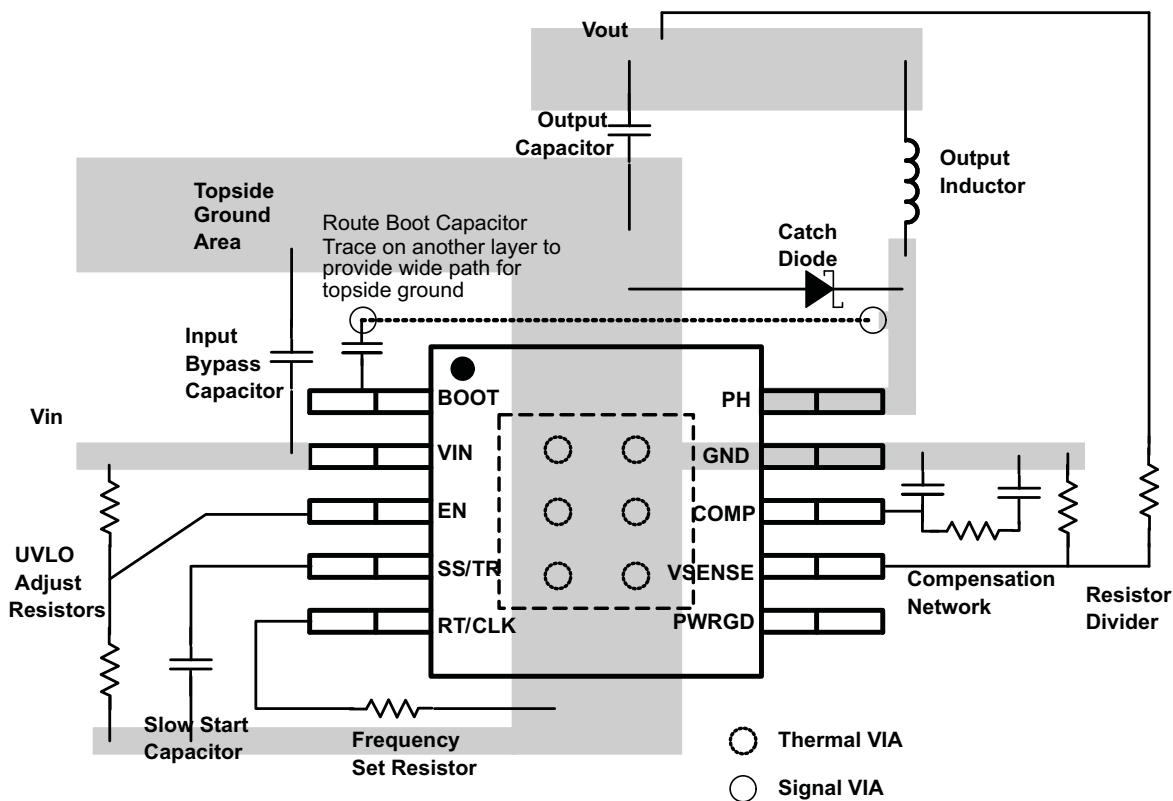 Vout
Output
Capacitor
Output
Inductor
Topside
Ground
Area
Route Boot Capacitor
Trace on another layer to
provide wide path for
topside ground
Catch
Diode
Input
Bypass
Capacitor
Vin
BOOT
VIN
EN
SS/TR
RT/CLK
PH
GND
COMP
VSENSE
PWRGD
UVLO
Adjust
Resistors
Compensation
Network
Resistor
Divider
Slow Start
Capacitor
Frequency
Set Resistor
Thermal VIA
Signal VIA